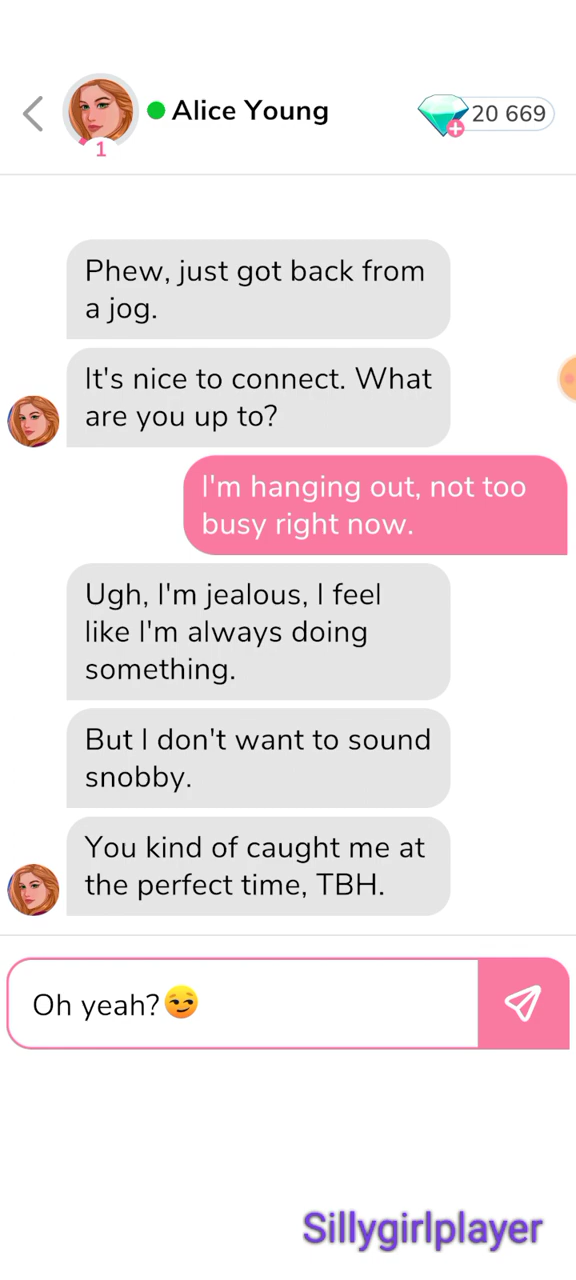 Alice Young
20 669
1
Phew, just got back from
a jog.
It's nice to connect. What
are you up to?
I'm hanging out, not too
busy right now.
Ugh, I'm jealous, I feel
like I'm always doing
something.
But I don't want to sound
snobby.
You kind of caught me at
the perfect time, TBH.
Oh yeah?😏
Sillygirlplayer